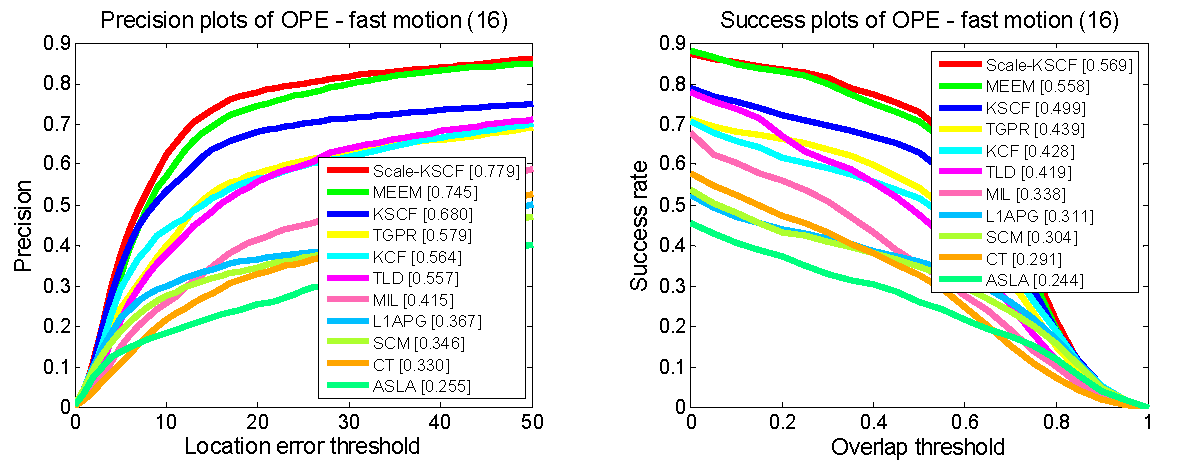 Precision plots of OPE - fast motion (16)
Precision
0.9
0.8
0.7
0.6
0.5
0.4
0.3
0.2
0.1
0
Scale-KSCF [0.779]
MEEM [0.745]
KSCF [0.680]
TGPR [0.579]
KCF [0.564]
TLD [0.557]
MIL [0.415]
L1APG [0.367]
SCM [0.346]
CT [0.330]
ASLA [0.255]
0 10 20 30 40 50
Location error threshold
Success plots of OPE - fast motion (16)
Success rate
0.9
0.8
0.7
0.6
0.5
0.4
0.3
0.2
0.1
0
Scale-KSCF [0.569]
MEEM [0.558]
KSCF [0.499]
TGPR [0.439]
KCF [0.428]
TLD [0.419]
MIL [0.338]
L1APG [0.311]
SCM [0.304]
CT [0.291]
ASLA [0.244]
0 0.2 0.4 0.6 0.8 1
Overlap threshold